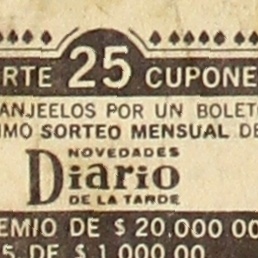 RTE 25 CUPONE
ANJEELOS POR UN BOLET
IMO SORTEO MENSUAL DE
NOVEDADES
Diario
DE LA TARDE
EMIO DE $ 20,000 00
5 DE $ 1,000.00